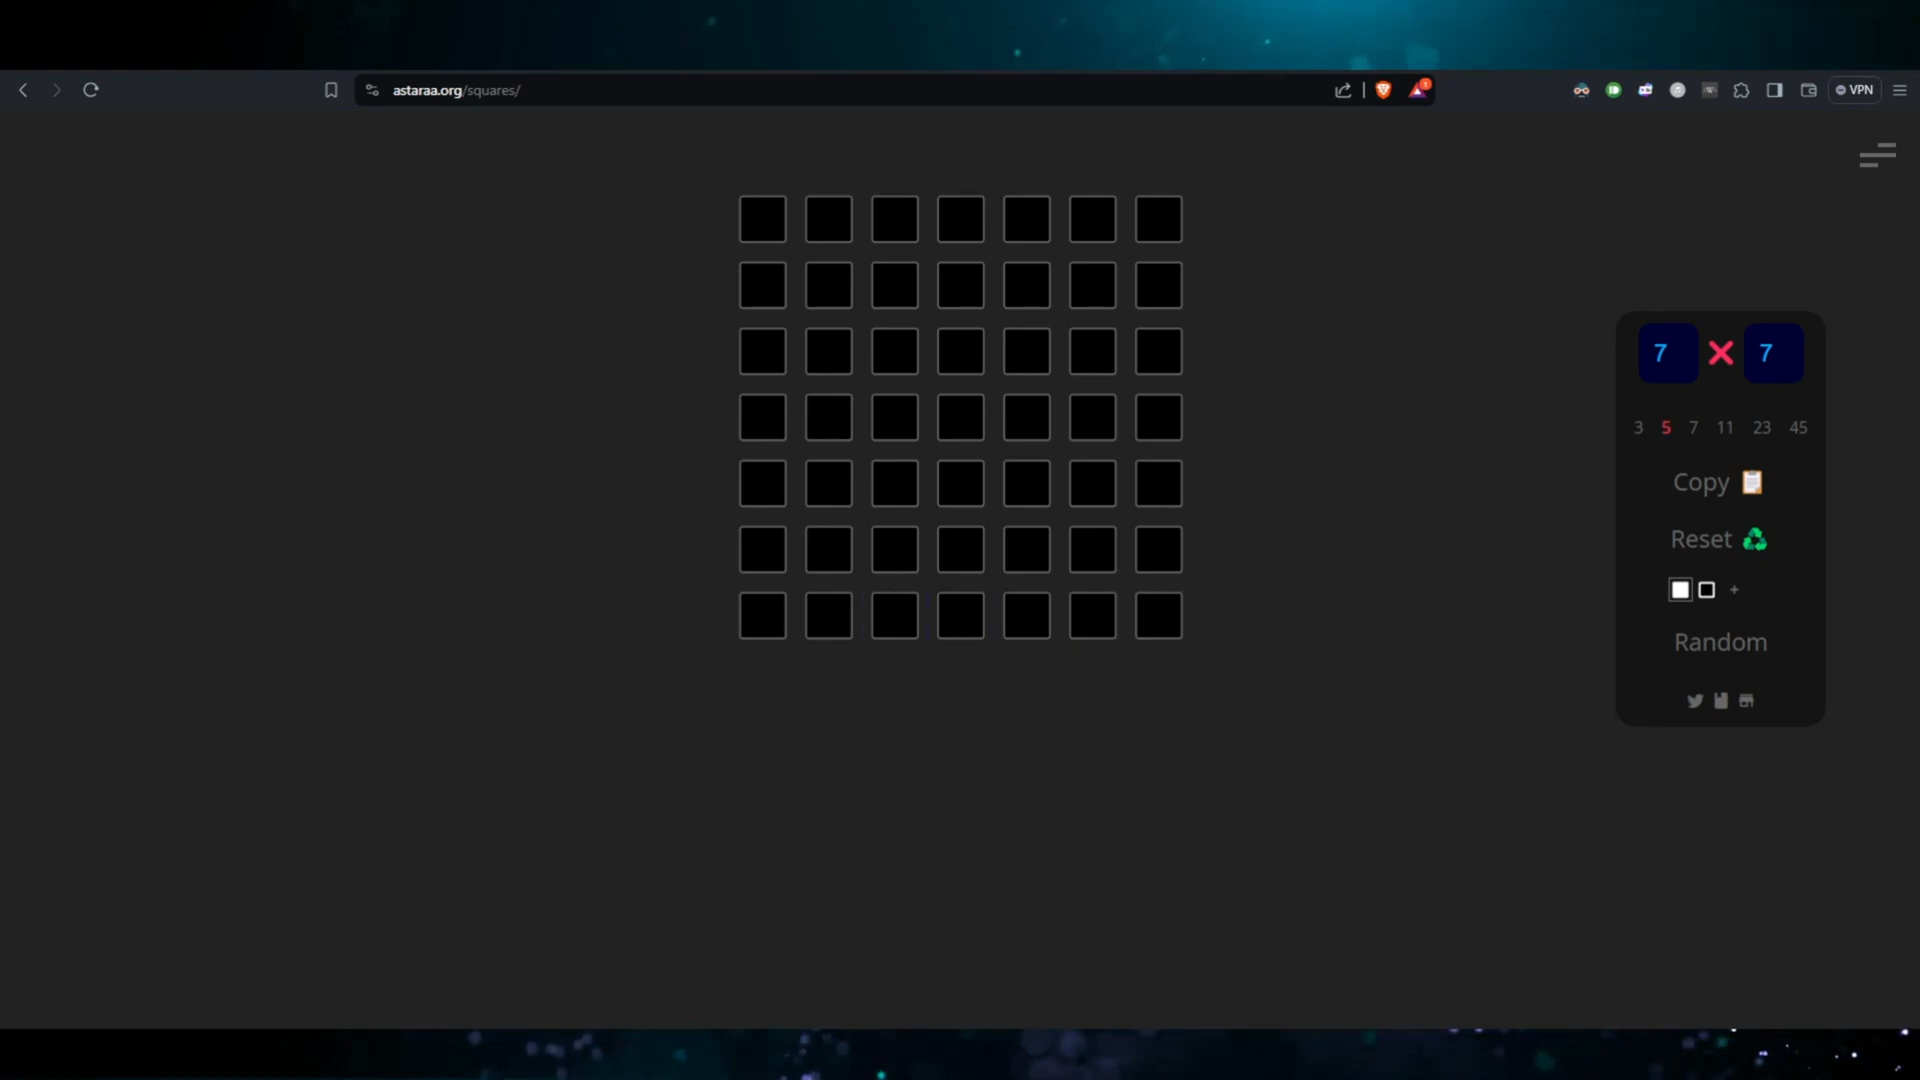 astaraa.org/squares/
VPN
7 ❌ 7
3 5 7 11 23 45
Copy 📋
Reset ♻
+
Random